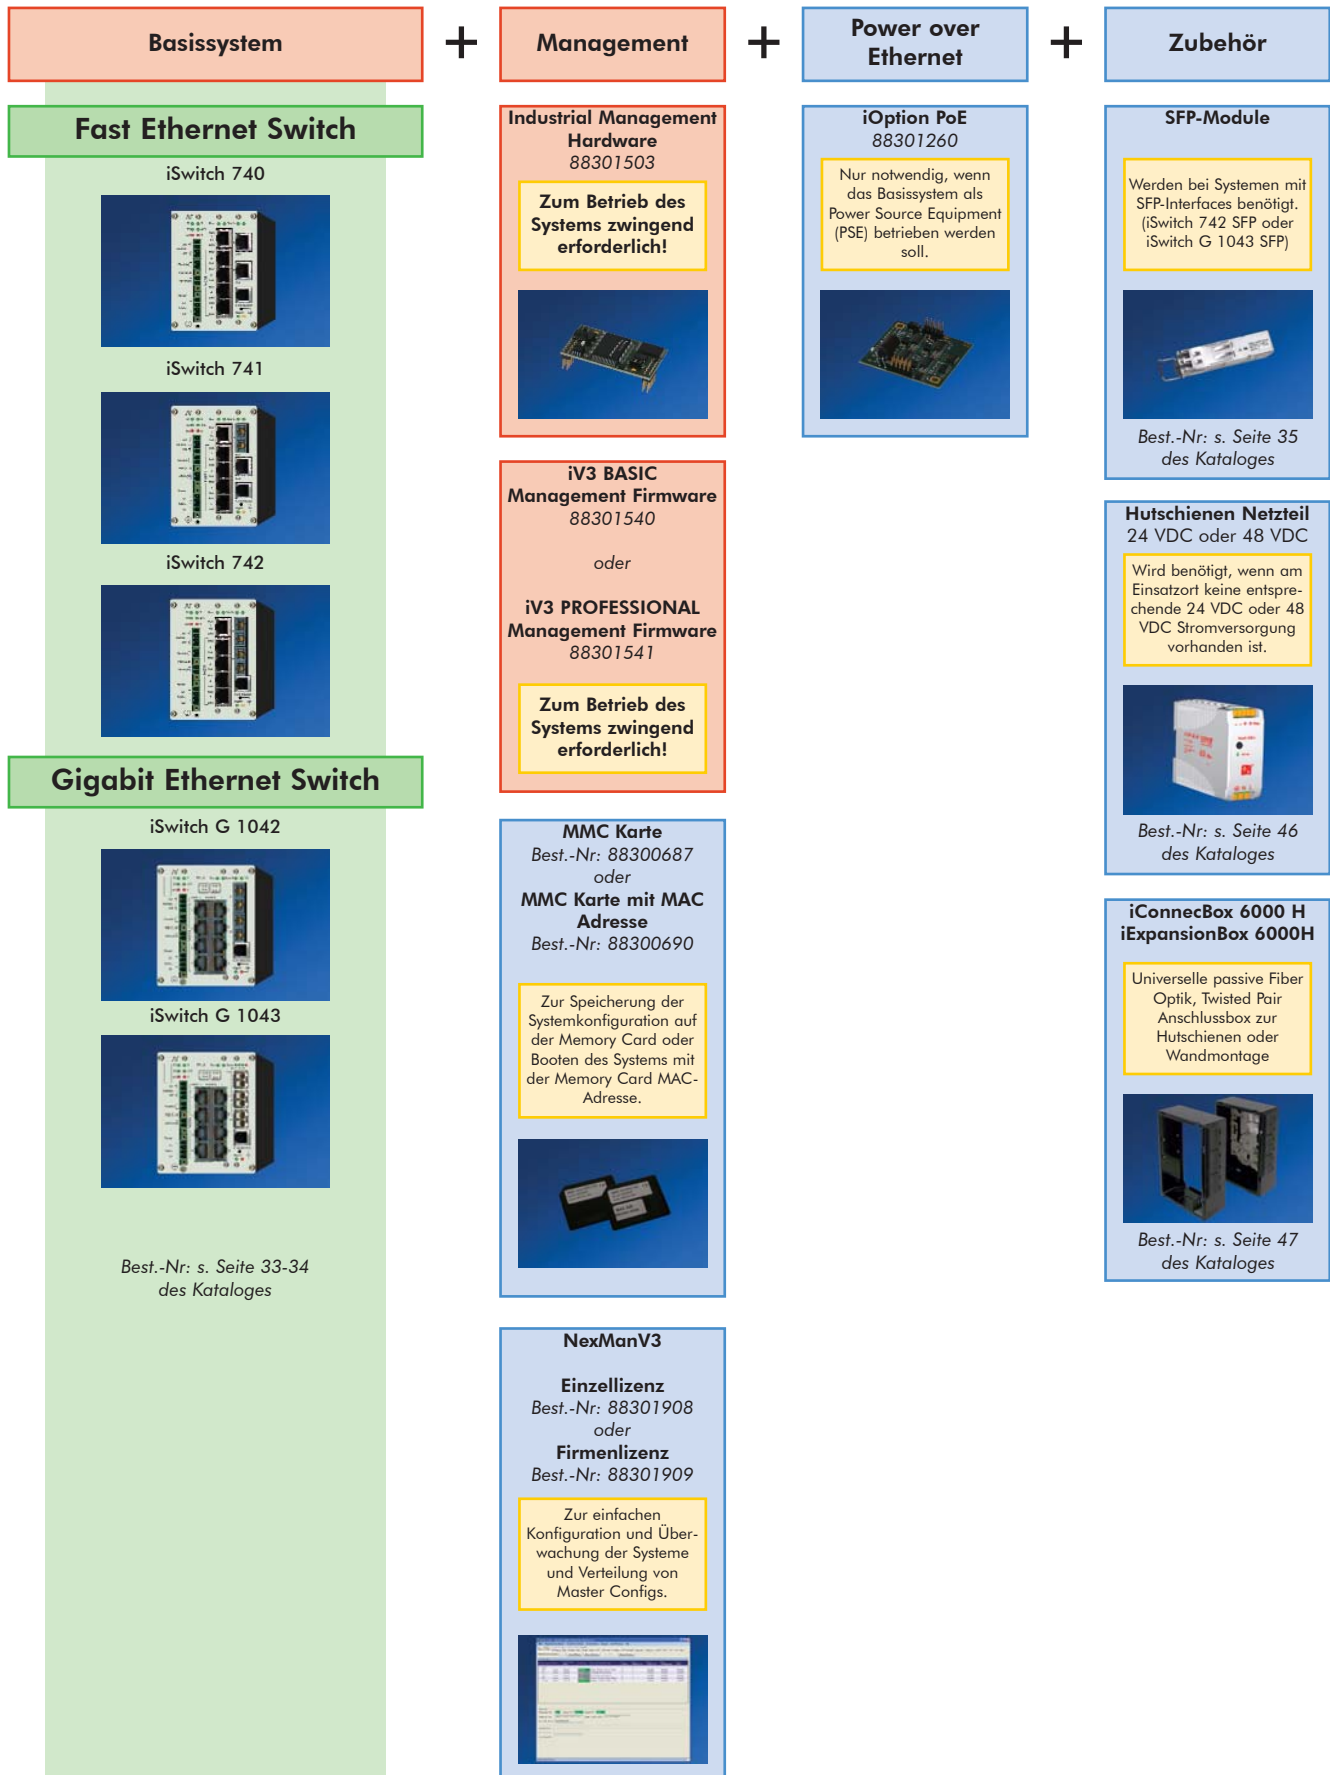 Basissystem
+
Management
+
Power over
Ethernet
+
Zubehör
Fast Ethernet Switch
iSwitch 740
iSwitch 741
iSwitch 742
Gigabit Ethernet Switch
iSwitch G 1042
iSwitch G 1043
Best.-Nr: s. Seite 33-34
des Kataloges
Industrial Management
Hardware
88301503
Zum Betrieb des
Systems zwingend
erforderlich!
iV3 BASIC
Management Firmware
88301540
oder
iV3 PROFESSIONAL
Management Firmware
88301541
Zum Betrieb des
Systems zwingend
erforderlich!
MMC Karte
Best.-Nr: 88300687
oder
MMC Karte mit MAC
Adresse
Best.-Nr: 88300690
Zur Speicherung der
Systemkonfiguration auf
der Memory Card oder
Booten des Systems mit
der Memory Card MAC-
Adresse.
NexManV3
Einzellizenz
Best.-Nr: 88301908
oder
Firmenlizenz
Best.-Nr: 88301909
Zur einfachen
Konfiguration und Über-
wachung der Systeme
und Verteilung von
Master Configs.
iOption PoE
88301260
Nur notwendig, wenn
das Basissystem als
Power Source Equipment
(PSE) betrieben werden
soll.
SFP-Module
Werden bei Systemen mit
SFP-Interfaces benötigt.
(iSwitch 742 SFP oder
iSwitch G 1043 SFP)
Best.-Nr: s. Seite 35
des Kataloges
Hutschienen Netzteil
24 VDC oder 48 VDC
Wird benötigt, wenn am
Einsatzort keine entspre-
chende 24 VDC oder 48
VDC Stromversorgung
vorhanden ist.
Best.-Nr: s. Seite 46
des Kataloges
iConnecBox 6000 H
iExpansionBox 6000H
Universelle passive Fiber
Optik, Twisted Pair
Anschlussbox zur
Hutschienen oder
Wandmontage
Best.-Nr: s. Seite 47
des Kataloges